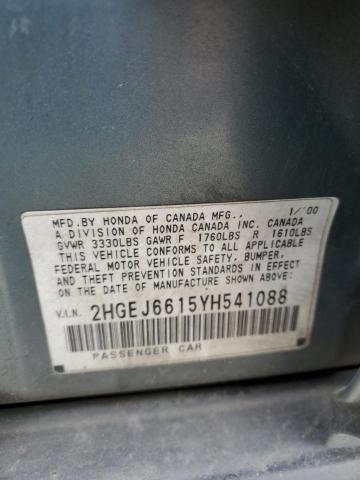 MFD.BY HONDA OF CANADA MFG., 1/'00
A DIVISION OF HONDA CANADA INC. CANADA
GVWR 3330LBS GAWR F 1760LBS R 1610LBS
THIS VEHICLE CONFORMS TO ALL APPLICABLE
FEDERAL MOTOR VEHICLE SAFETY, BUMPER,
AND THEFT PREVENTION STANDARDS IN EFFECT
ON THE DATE OF MANUFACTURE SHOWN ABOVE.
V.I.N. 2HGEJ6615YH541088
PASSENGER CAR